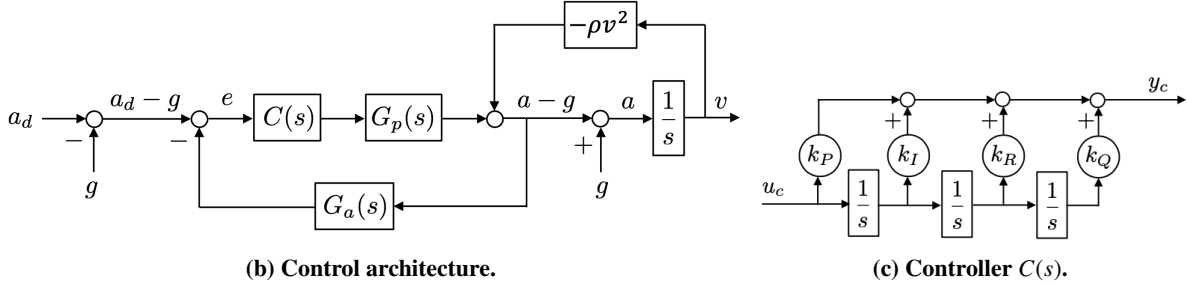 −ρv²
a_d
−
g
a_d − g
−
e
C(s)
G_p(s)
a − g
+
g
a
1/s
v
G_a(s)
(b) Control architecture.
y_c
+
+
+
k_P
k_I
k_R
k_Q
u_c
1/s
1/s
1/s
(c) Controller C(s).